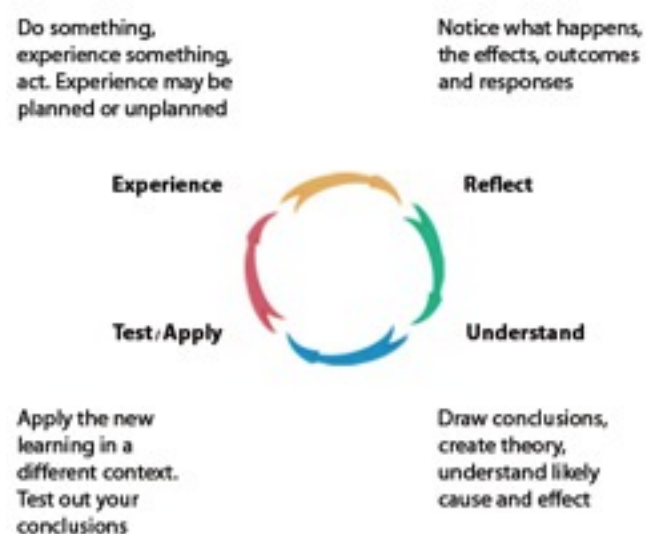 Do something,
experience something,
act. Experience may be
planned or unplanned
Notice what happens,
the effects, outcomes
and responses
Experience
Reflect
Test/Apply
Understand
Apply the new
learning in a
different context.
Test out your
conclusions
Draw conclusions,
create theory,
understand likely
cause and effect